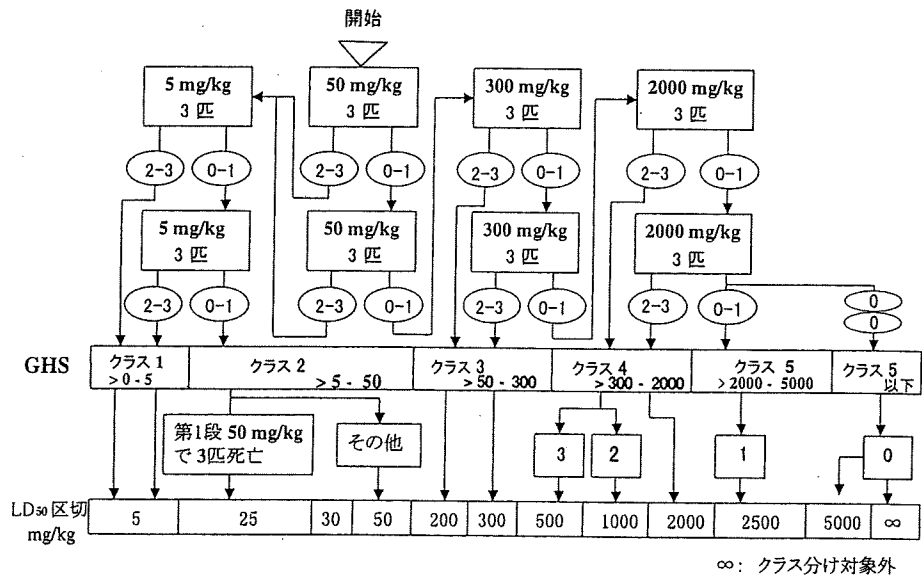 開始
5 mg/kg
3 匹
50 mg/kg
3 匹
300 mg/kg
3 匹
2000 mg/kg
3 匹
2-3
0-1
2-3
0-1
2-3
0-1
2-3
0-1
5 mg/kg
3 匹
50 mg/kg
3 匹
300 mg/kg
3 匹
2000 mg/kg
3 匹
2-3
0-1
2-3
0-1
2-3
0-1
2-3
0-1
0
0
GHS
クラス 1
> 0 - 5
クラス 2
> 5 - 50
クラス 3
> 50 - 300
クラス 4
> 300 - 2000
クラス 5
> 2000 - 5000
クラス 5
以下
第1段 50 mg/kg
で 3匹死亡
その他
3
2
1
0
LD50 区切
mg/kg
5
25
30
50
200
300
500
1000
2000
2500
5000
∞
∞: クラス分け対象外